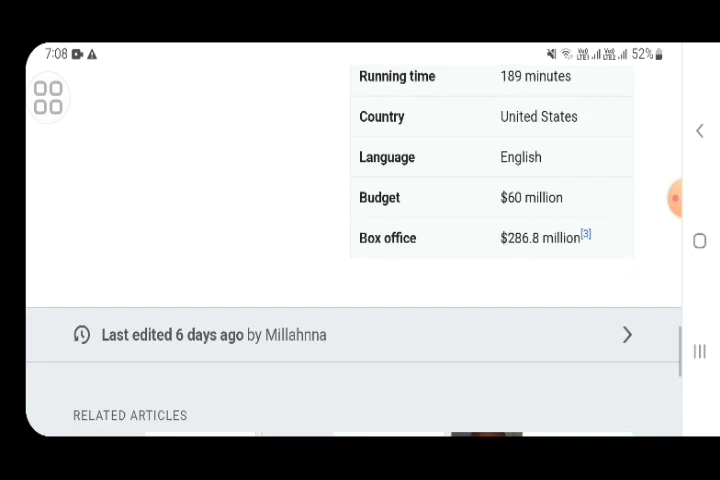 7:08 52%
Running time 189 minutes
Country United States
Language English
Budget $60 million
Box office $286.8 million[3]
Last edited 6 days ago by Millahnna
RELATED ARTICLES